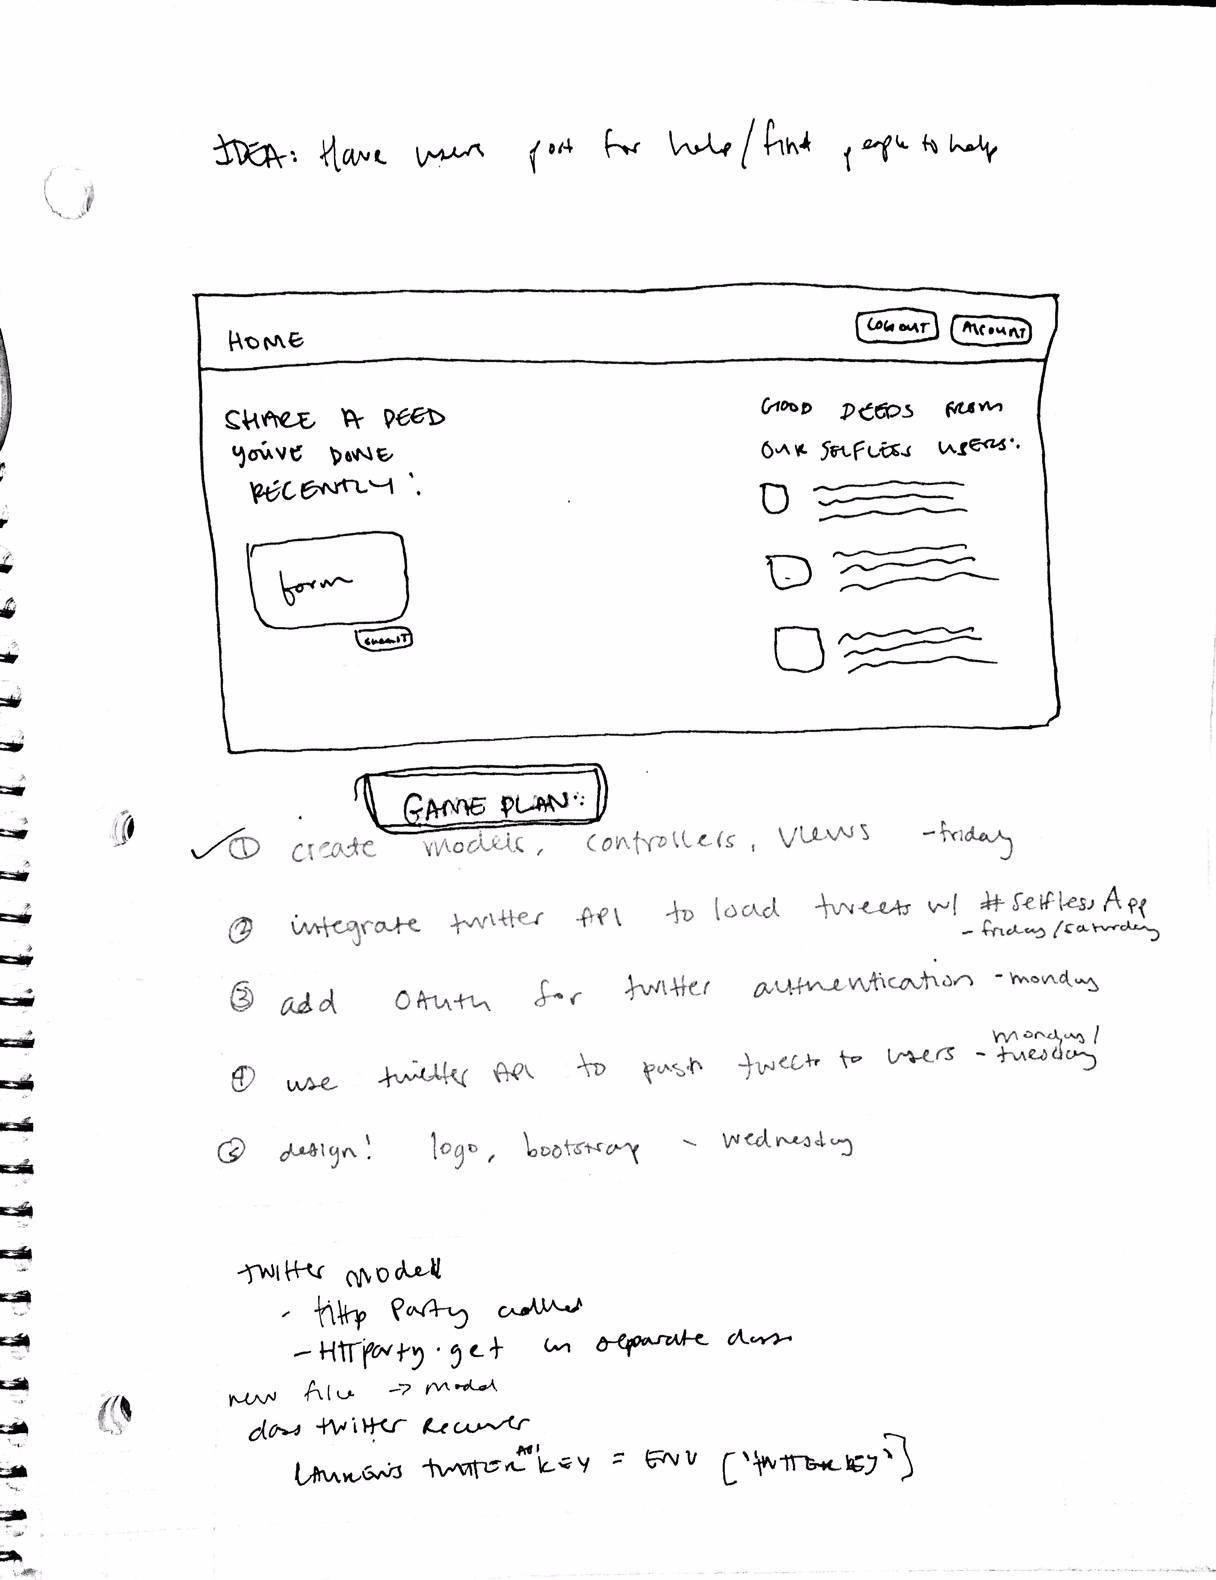 IDEA: Have users post for help/find people to help
HOME
LOGOUT
ACCOUNT
SHARE A DEED
YOU'VE DONE
RECENTLY:
form
SUBMIT
GOOD DEEDS FROM
OUR SELFLESS USERS:
GAME PLAN:
① create models, controllers, views - friday
② integrate twitter API to load tweets w/ #selflessApp
- friday/saturday
③ add OAuth for twitter authentication - monday
monday/
④ use twitter API to push tweets to users - tuesday
⑤ design! logo, bootstrap - wednesday
twitter model
- Http Party
- HTTparty.get in separate class
new file -> model
class twitter Receiver
API
LAUREN'S TWITTER KEY = ENV ['TWITTER KEY']